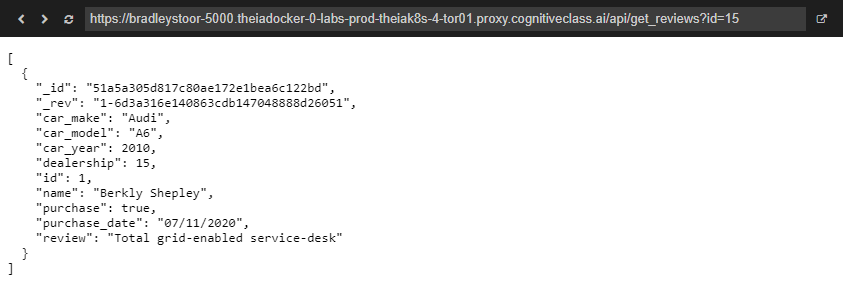 https://bradleystoor-5000.theiadocker-0-labs-prod-theiak8s-4-tor01.proxy.cognitiveclass.ai/api/get_reviews?id=15
[
  {
    "_id": "51a5a305d817c80ae172e1bea6c122bd",
    "_rev": "1-6d3a316e140863cdb147048888d26051",
    "car_make": "Audi",
    "car_model": "A6",
    "car_year": 2010,
    "dealership": 15,
    "id": 1,
    "name": "Berkly Shepley",
    "purchase": true,
    "purchase_date": "07/11/2020",
    "review": "Total grid-enabled service-desk"
  }
]